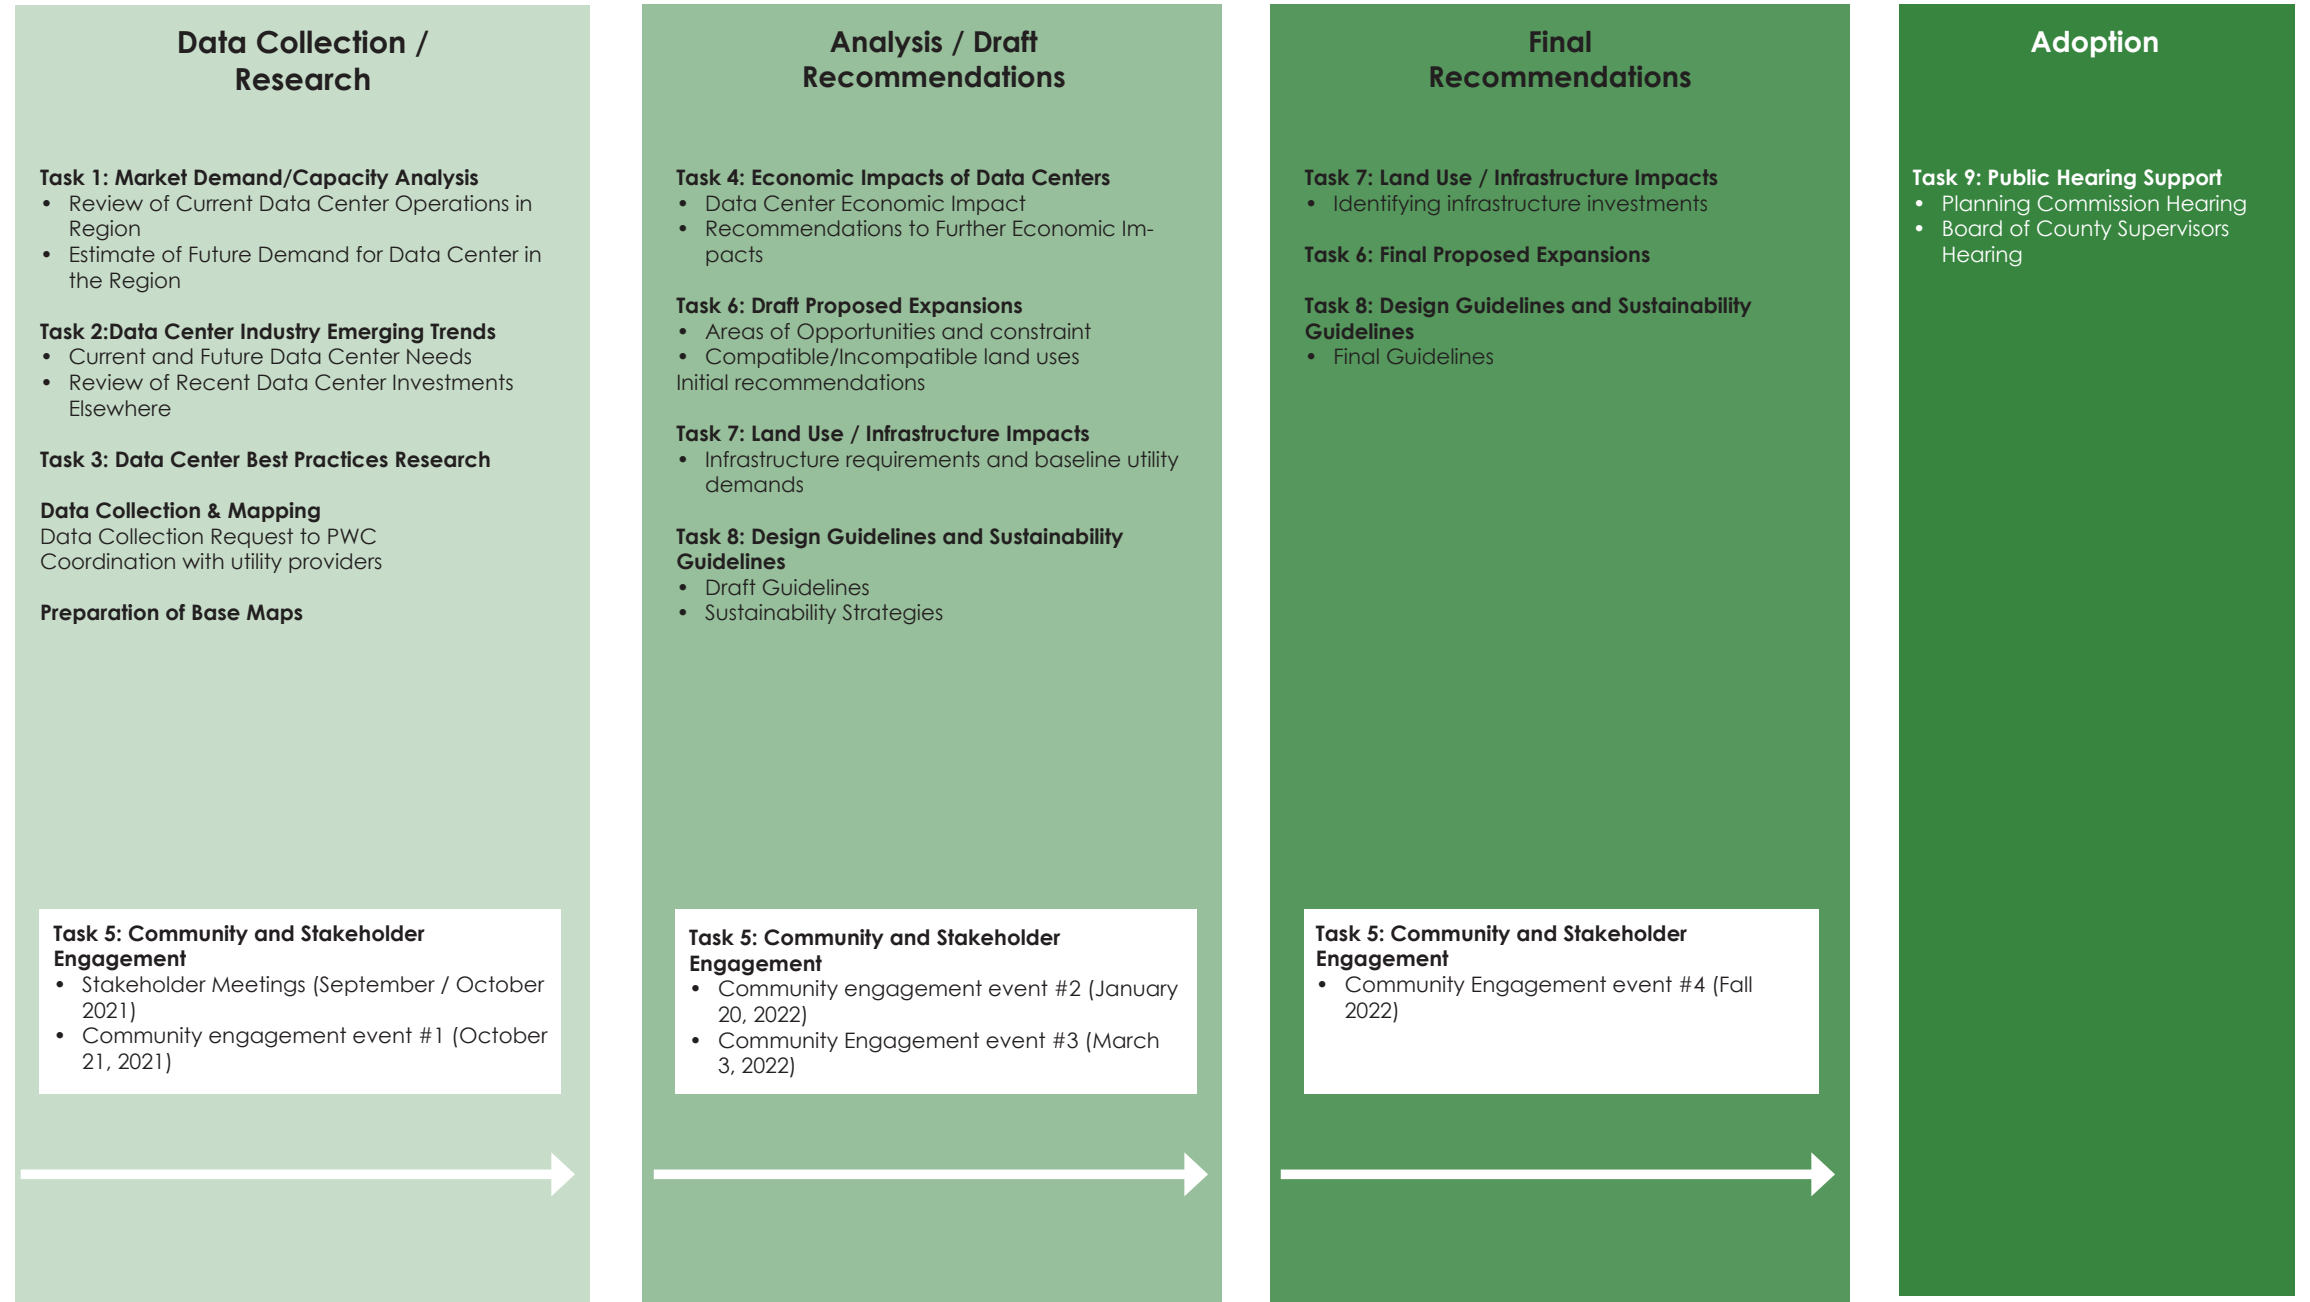 Data Collection /
Research
Task 1: Market Demand/Capacity Analysis
• Review of Current Data Center Operations in
Region
• Estimate of Future Demand for Data Center in
the Region
Task 2:Data Center Industry Emerging Trends
• Current and Future Data Center Needs
• Review of Recent Data Center Investments
Elsewhere
Task 3: Data Center Best Practices Research
Data Collection & Mapping
Data Collection Request to PWC
Coordination with utility providers
Preparation of Base Maps
Task 5: Community and Stakeholder
Engagement
• Stakeholder Meetings (September / October
2021)
• Community engagement event #1 (October
21, 2021)
Analysis / Draft
Recommendations
Task 4: Economic Impacts of Data Centers
• Data Center Economic Impact
• Recommendations to Further Economic Im-
pacts
Task 6: Draft Proposed Expansions
• Areas of Opportunities and constraint
• Compatible/Incompatible land uses
Initial recommendations
Task 7: Land Use / Infrastructure Impacts
• Infrastructure requirements and baseline utility
demands
Task 8: Design Guidelines and Sustainability
Guidelines
• Draft Guidelines
• Sustainability Strategies
Task 5: Community and Stakeholder
Engagement
• Community engagement event #2 (January
20, 2022)
• Community Engagement event #3 (March
3, 2022)
Final
Recommendations
Task 7: Land Use / Infrastructure Impacts
• Identifying infrastructure investments
Task 6: Final Proposed Expansions
Task 8: Design Guidelines and Sustainability
Guidelines
• Final Guidelines
Task 5: Community and Stakeholder
Engagement
• Community Engagement event #4 (Fall
2022)
Adoption
Task 9: Public Hearing Support
• Planning Commission Hearing
• Board of County Supervisors
Hearing